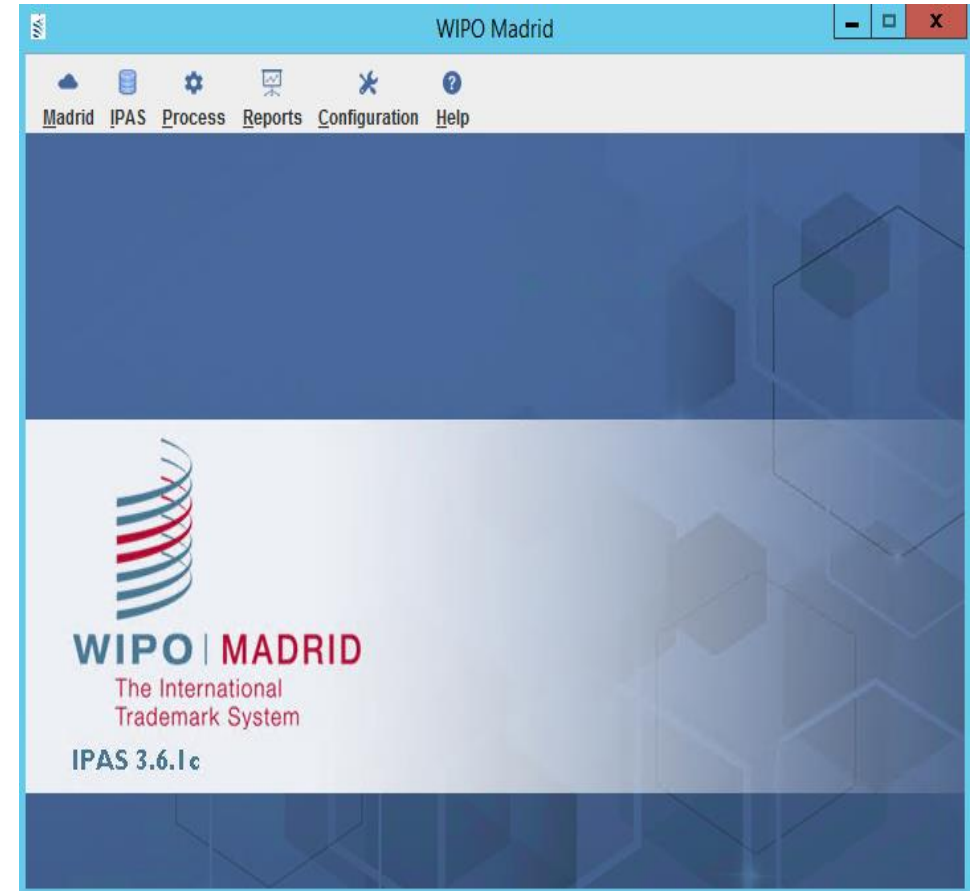 WIPO Madrid
Madrid IPAS Process Reports Configuration Help
WIPO | MADRID
The International
Trademark System
IPAS 3.6.1c